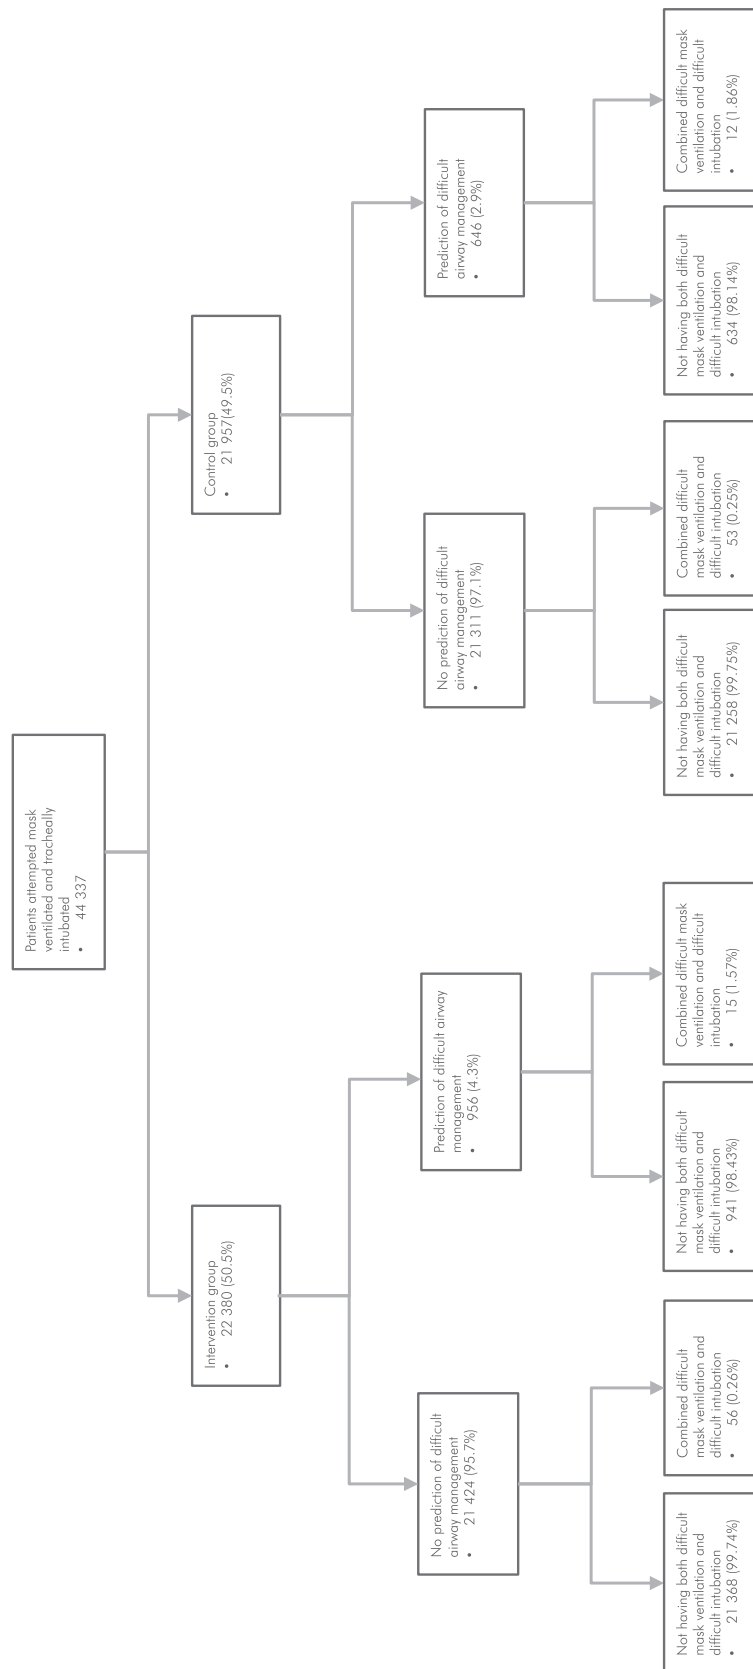 Patients attempted mask
ventilated and tracheally
intubated
• 44 337
Intervention group
• 22 380 (50.5%)
Control group
• 21 957(49.5%)
No prediction of difficult
airway management
• 21 424 (95.7%)
Prediction of difficult airway
management
• 956 (4.3%)
No prediction of difficult
airway management
• 21 311 (97.1%)
Prediction of difficult
airway management
• 646 (2.9%)
Not having both difficult
mask ventilation and
difficult intubation
• 21 368 (99.74%)
Combined difficult
mask ventilation and
difficult intubation
• 56 (0.26%)
Not having both difficult
mask ventilation and
difficult intubation
• 941 (98.43%)
Combined difficult mask
ventilation and difficult
intubation
• 15 (1.57%)
Not having both difficult
mask ventilation and
difficult intubation
• 21 258 (99.75%)
Combined difficult
mask ventilation and
difficult intubation
• 53 (0.25%)
Not having both difficult
mask ventilation and
difficult intubation
• 634 (98.14%)
Combined difficult mask
ventilation and difficult
intubation
• 12 (1.86%)